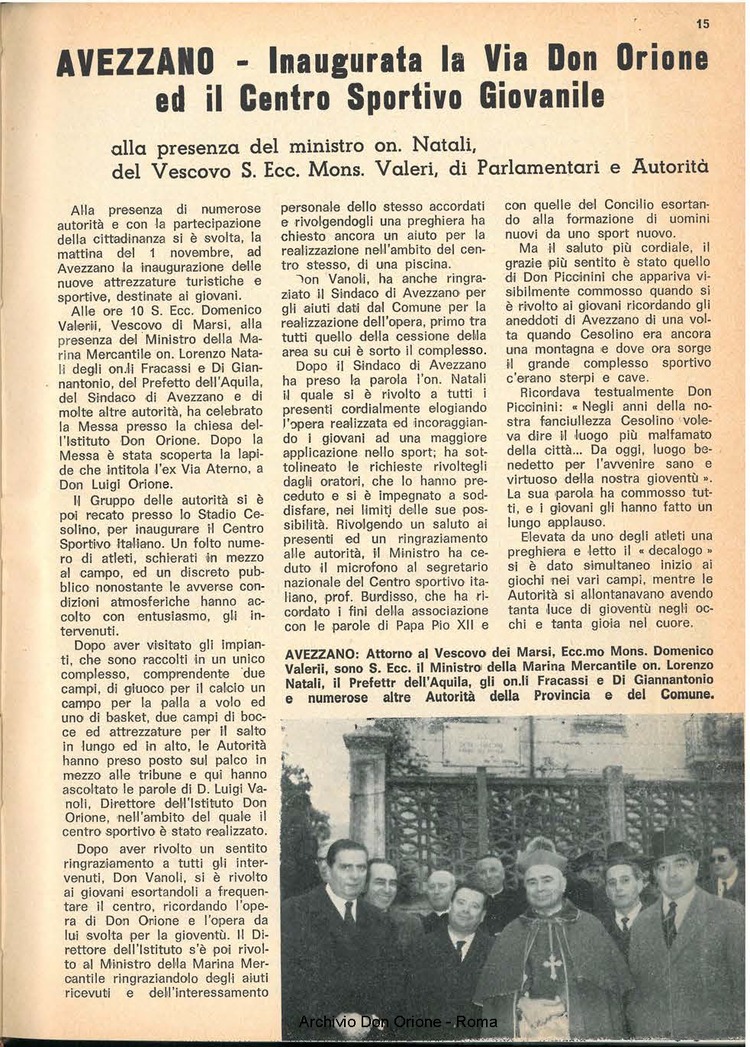 15
AVEZZANO - Inaugurata la Via Don Orione
ed il Centro Sportivo Giovanile
alla presenza del ministro on. Natali,
del Vescovo S. Ecc. Mons. Valeri, di Parlamentari e Autorità
Alla presenza di numerose
autorità e con la partecipazione
della cittadinanza si è svolta, la
mattina del 1 novembre, ad
Avezzano la inaugurazione delle
nuove attrezzature turistiche e
sportive, destinate ai giovani.
Alle ore 10 S. Ecc. Domenico
Valerii, Vescovo di Marsi, alla
presenza del Ministro della Ma-
rina Mercantile on. Lorenzo Nata-
li degli on.li Fracassi e Di Gian-
nantonio, del Prefetto dell'Aquila,
del Sindaco di Avezzano e di
molte altre autorità, ha celebrato
la Messa presso la chiesa del-
l'Istituto Don Orione. Dopo la
Messa è stata scoperta la lapi-
de che intitola l'ex Via Aterno, a
Don Luigi Orione.
Il Gruppo delle autorità si è
poi recato presso lo Stadio Ce-
solino, per inaugurare il Centro
Sportivo Italiano. Un folto nume-
ro di atleti, schierati in mezzo
al campo, ed un discreto pub-
blico nonostante le avverse con-
dizioni atmosferiche hanno ac-
colto con entusiasmo, gli in-
tervenuti.
Dopo aver visitato gli impian-
ti, che sono raccolti in un unico
complesso, comprendente due
campi, di giuoco per il calcio un
campo per la palla a volo ed
uno di basket, due campi di boc-
ce ed attrezzature per il salto
in lungo ed in alto, le Autorità
hanno preso posto sul palco in
mezzo alle tribune e qui hanno
ascoltato le parole di D. Luigi Va-
noli, Direttore dell'Istituto Don
Orione, nell'ambito del quale il
centro sportivo è stato realizzato.
Dopo aver rivolto un sentito
ringraziamento a tutti gli inter-
venuti, Don Vanoli, si è rivolto
ai giovani esortandoli a frequen-
tare il centro, ricordando l'ope-
ra di Don Orione e l'opera da
lui svolta per la gioventù. Il Di-
rettore dell'Istituto s'è poi rivol-
to al Ministro della Marina Mer-
cantile ringraziandolo degli aiuti
ricevuti e dell'interessamento
personale dello stesso accordati
e rivolgendogli una preghiera ha
chiesto ancora un aiuto per la
realizzazione nell'ambito del cen-
tro stesso, di una piscina.
Don Vanoli, ha anche ringra-
ziato il Sindaco di Avezzano per
gli aiuti dati dal Comune per la
realizzazione dell'opera, primo tra
tutti quello della cessione della
area su cui è sorto il complesso.
Dopo il Sindaco di Avezzano
ha preso la parola l'on. Natali
il quale si è rivolto a tutti i
presenti cordialmente elogiando
l'opera realizzata ed incoraggian-
do i giovani ad una maggiore
applicazione nello sport; ha sot-
tolineato le richieste rivoltegli
dagli oratori, che lo hanno pre-
ceduto e si è impegnato a sod-
disfare, nei limiti delle sue pos-
sibilità. Rivolgendo un saluto ai
presenti ed un ringraziamento
alle autorità, il Ministro ha ce-
duto il microfono al segretario
nazionale del Centro sportivo ita-
liano, prof. Burdisso, che ha ri-
cordato i fini della associazione
con le parole di Papa Pio XII e
con quelle del Concilio esortan-
do alla formazione di uomini
nuovi da uno sport nuovo.
Ma il saluto più cordiale, il
grazie più sentito è stato quello
di Don Piccinini che appariva vi-
sibilmente commosso quando si
è rivolto ai giovani ricordando gli
aneddoti di Avezzano di una vol-
ta quando Cesolino era ancora
una montagna e dove ora sorge
il grande complesso sportivo
c'erano sterpi e cave.
Ricordava testualmente Don
Piccinini: « Negli anni della no-
stra fanciullezza Cesolino vole-
va dire il luogo più malfamato
della città... Da oggi, luogo be-
nedetto per l'avvenire sano e
virtuoso della nostra gioventù ».
La sua parola ha commosso tut-
ti, e i giovani gli hanno fatto un
lungo applauso.
Elevata da uno degli atleti una
preghiera e letto il « decalogo »
si è dato simultaneo inizio ai
giochi nei vari campi, mentre le
Autorità si allontanavano avendo
tanta luce di gioventù negli oc-
chi e tanta gioia nel cuore.
AVEZZANO: Attorno al Vescovo dei Marsi, Ecc.mo Mons. Domenico
Valerii, sono S. Ecc. il Ministro della Marina Mercantile on. Lorenzo
Natali, il Prefettr dell'Aquila, gli on.li Fracassi e Di Giannantonio
e numerose altre Autorità della Provincia e del Comune.
Archivio Don Orione - Roma